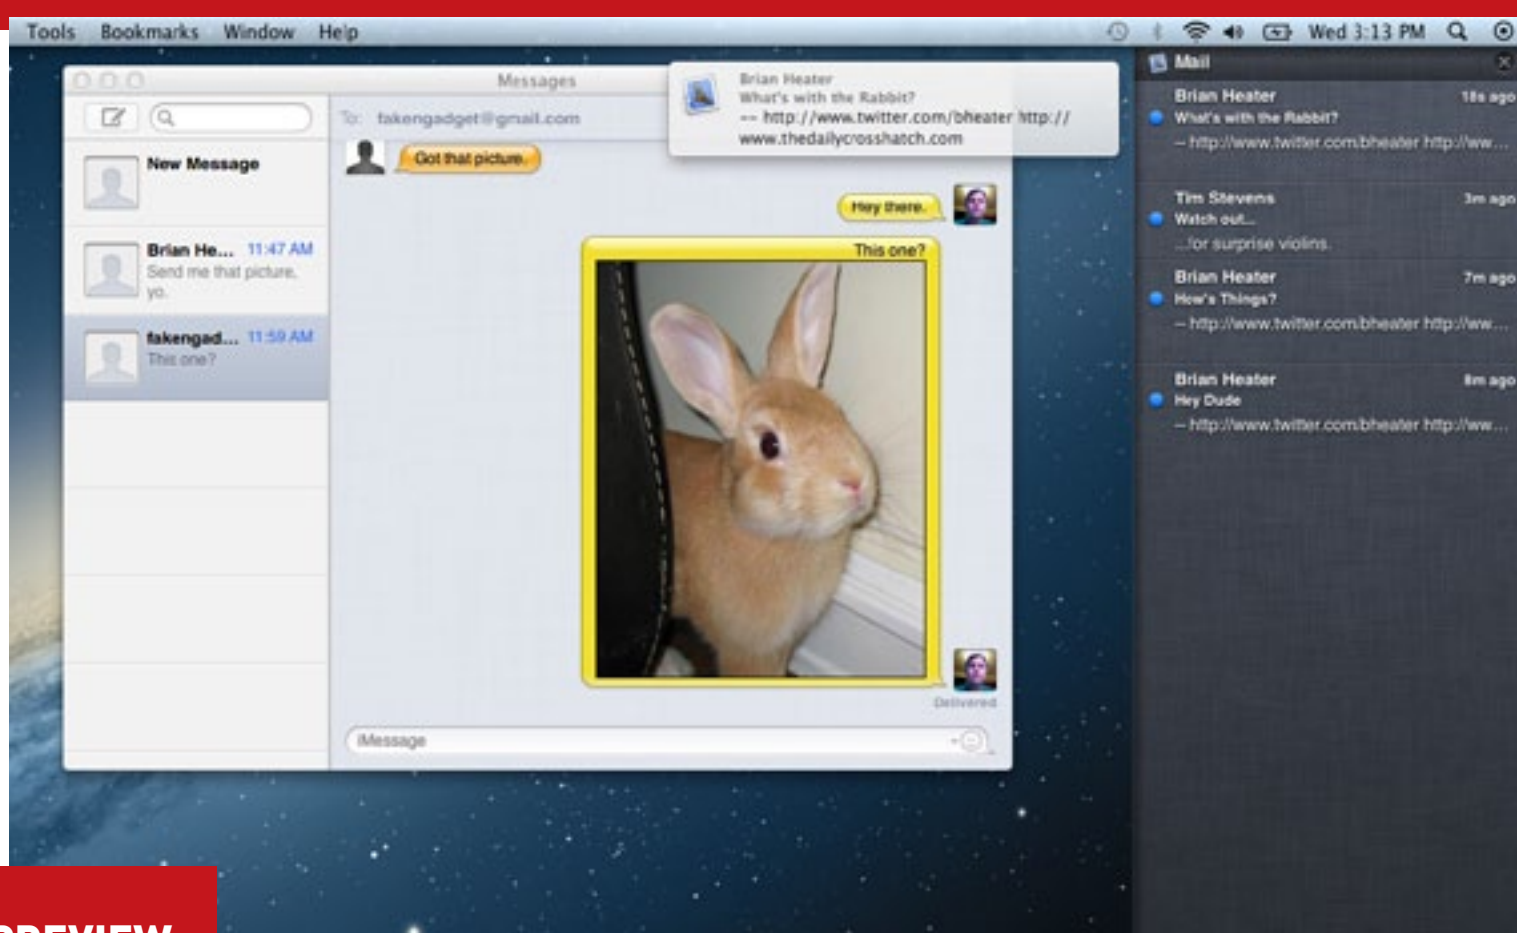 Tools Bookmarks Window Help Wed 3:13 PM
Messages
To: fakengadget@gmail.com
New Message
Brian He... 11:47 AM
Send me that picture,
yo.
fakengad... 11:59 AM
This one?
Got that picture.
Hey there.
This one?
Delivered
iMessage
Brian Heater
What's with the Rabbit?
-- http://www.twitter.com/bheater http://
www.thedailycrosshatch.com
Mail
Brian Heater 18s ago
What's with the Rabbit?
-- http://www.twitter.com/bheater http://ww...
Tim Stevens 3m ago
Watch out...
...for surprise violins.
Brian Heater 7m ago
How's Things?
-- http://www.twitter.com/bheater http://ww...
Brian Heater 8m ago
Hey Dude
-- http://www.twitter.com/bheater http://ww...
PREVIEW